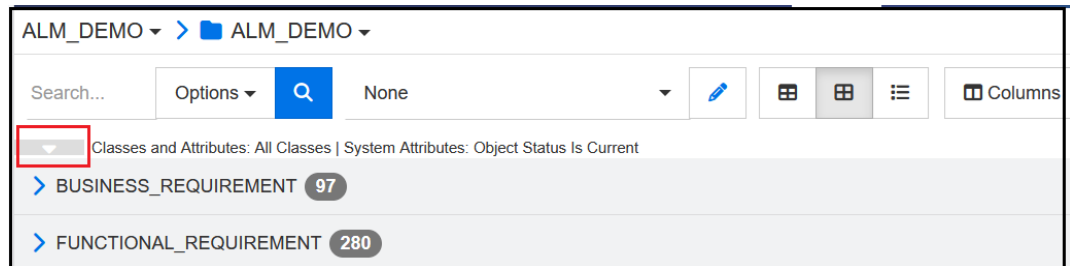 ALM_DEMO ALM_DEMO
Search... Options None Columns
Classes and Attributes: All Classes | System Attributes: Object Status Is Current
BUSINESS_REQUIREMENT 97
FUNCTIONAL_REQUIREMENT 280